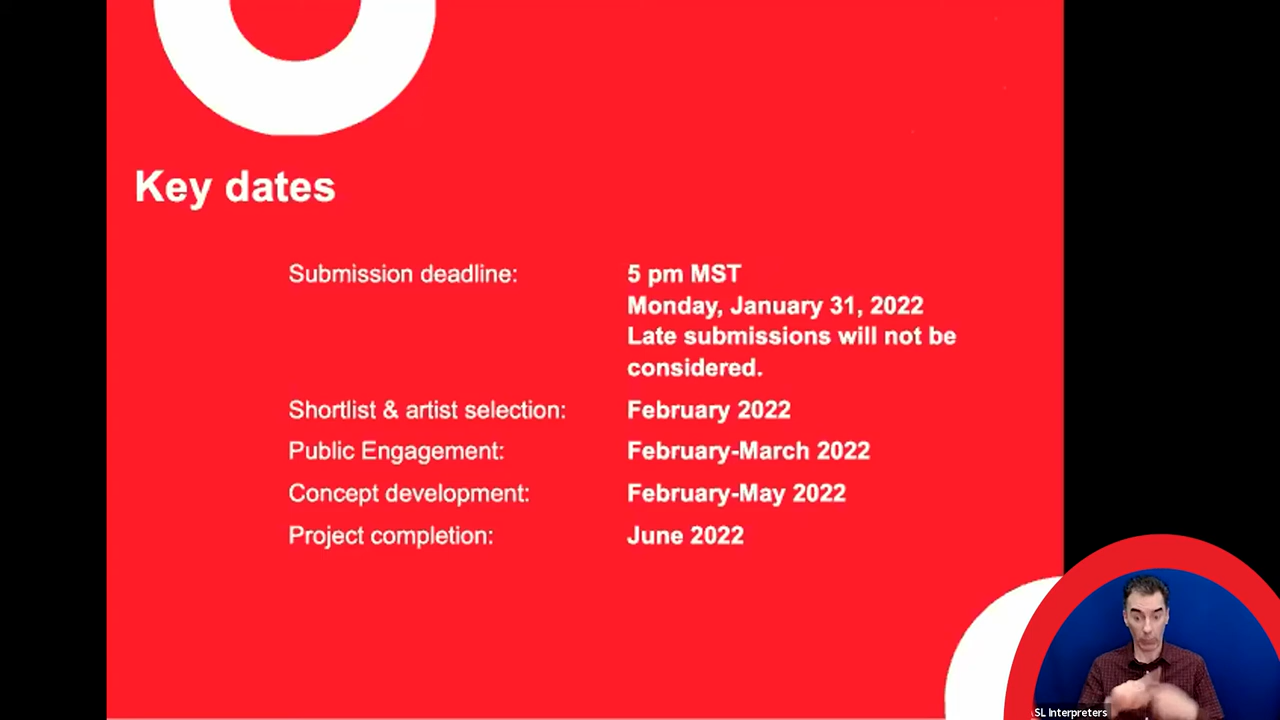 Key dates
Submission deadline:
5 pm MST
Monday, January 31, 2022
Late submissions will not be
considered.
Shortlist & artist selection:
February 2022
Public Engagement:
February-March 2022
Concept development:
February-May 2022
Project completion:
June 2022
SL Interpreters